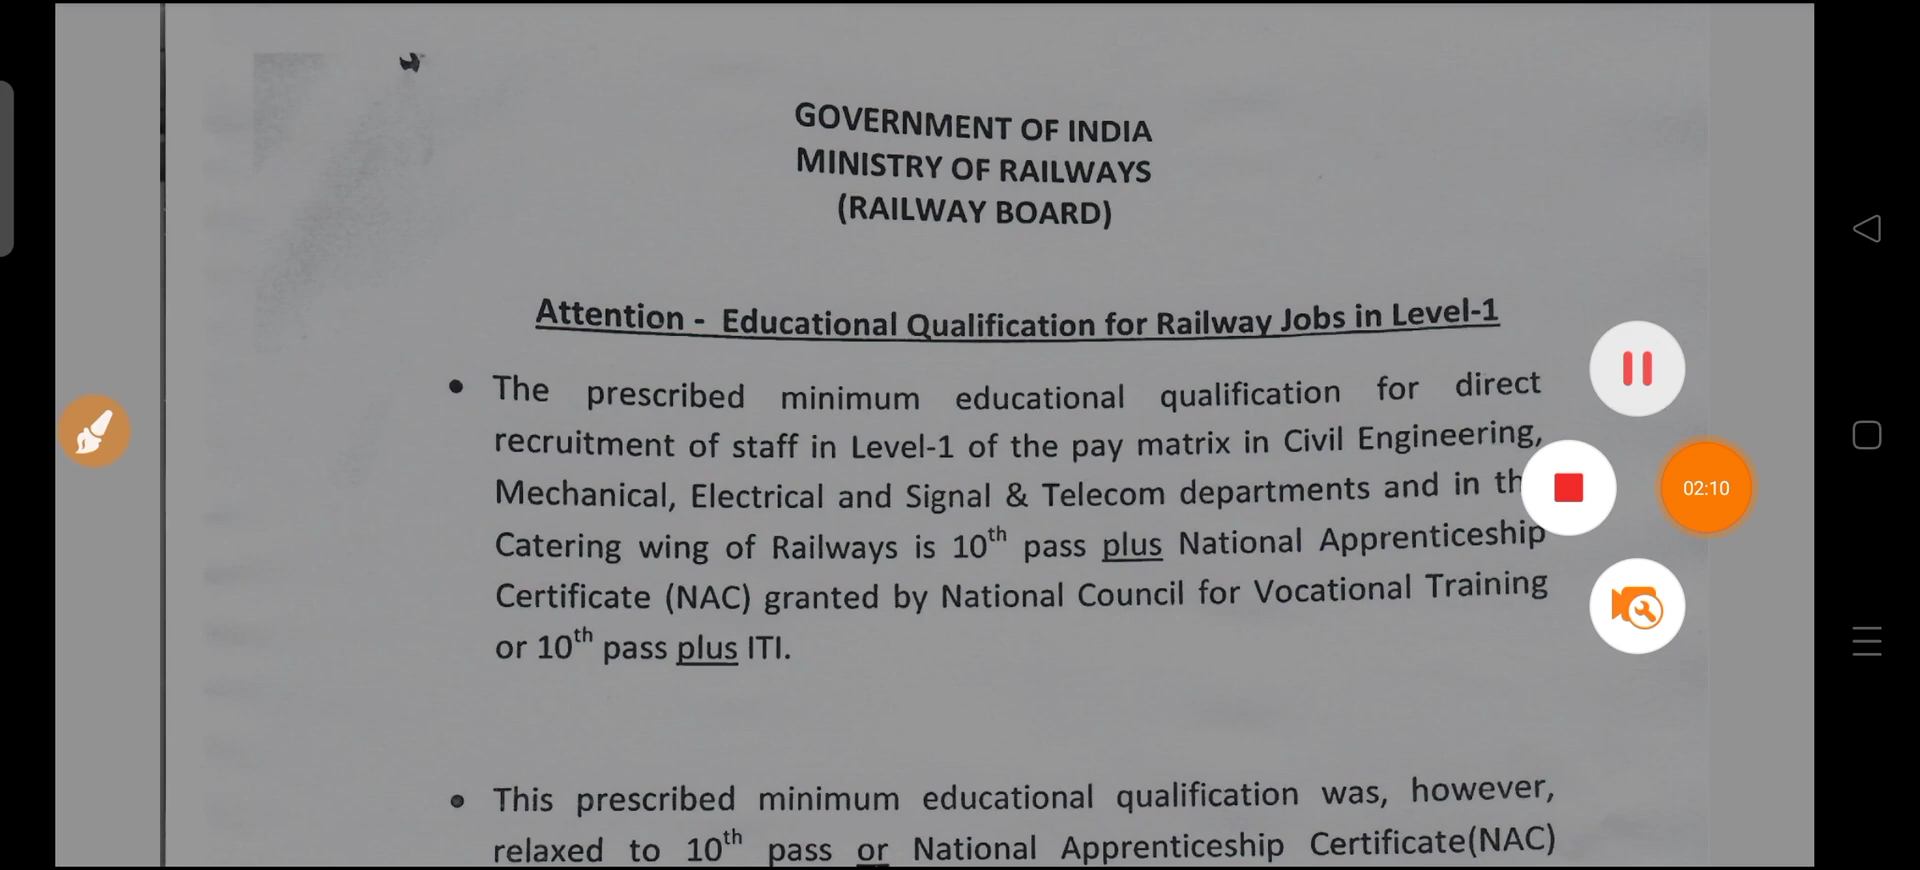 GOVERNMENT OF INDIA
MINISTRY OF RAILWAYS
(RAILWAY BOARD)
Attention - Educational Qualification for Railway Jobs in Level-1
• The prescribed minimum educational qualification for direct
recruitment of staff in Level-1 of the pay matrix in Civil Engineering,
Mechanical, Electrical and Signal & Telecom departments and in th
Catering wing of Railways is 10th pass plus National Apprenticeship
Certificate (NAC) granted by National Council for Vocational Training
or 10th pass plus ITI.
• This prescribed minimum educational qualification was, however,
relaxed to 10th pass or National Apprenticeship Certificate(NAC)
02:10